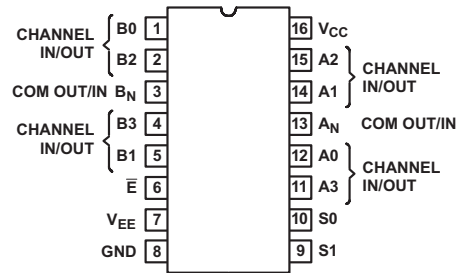 B0 1 16 VCC
CHANNEL IN/OUT
B2 2 15 A2
CHANNEL IN/OUT
COM OUT/IN BN 3 14 A1
B3 4 13 AN COM OUT/IN
CHANNEL IN/OUT
B1 5 12 A0
CHANNEL IN/OUT
E̅ 6 11 A3
VEE 7 10 S0
GND 8 9 S1